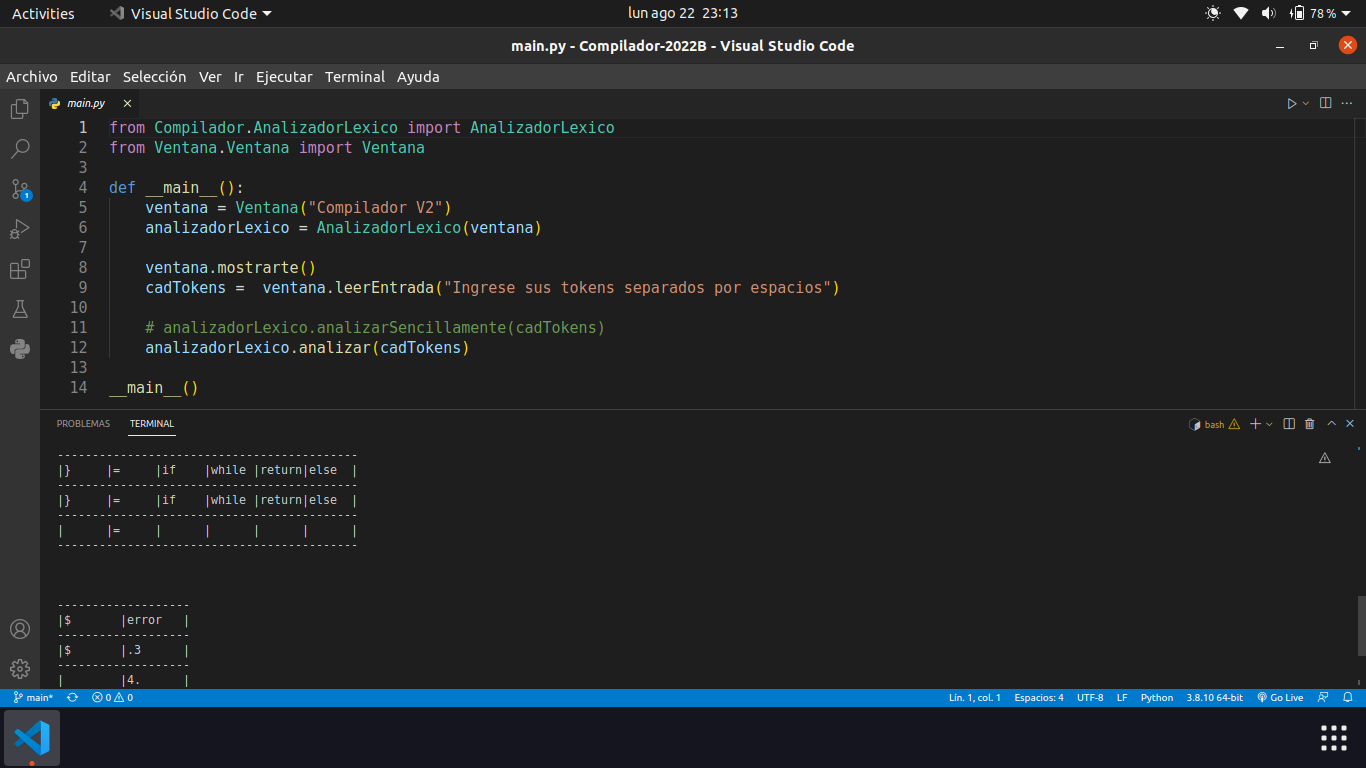 Activities Visual Studio Code lun ago 22 23:13 78 %
main.py - Compilador-2022B - Visual Studio Code
Archivo Editar Selección Ver Ir Ejecutar Terminal Ayuda
main.py
1 from Compilador.AnalizadorLexico import AnalizadorLexico
2 from Ventana.Ventana import Ventana
3
4 def __main__():
5 ventana = Ventana("Compilador V2")
6 analizadorLexico = AnalizadorLexico(ventana)
7
8 ventana.mostrarte()
9 cadTokens =  ventana.leerEntrada("Ingrese sus tokens separados por espacios")
10
11 # analizadorLexico.analizarSencillamente(cadTokens)
12 analizadorLexico.analizar(cadTokens)
13
14 __main__()
PROBLEMAS TERMINAL bash
-------------------------------------------
|}     |=     |if    |while |return|else  |
-------------------------------------------
|}     |=     |if    |while |return|else  |
-------------------------------------------
|      |=     |      |      |      |      |
-------------------------------------------
-------------------
|$       |error   |
-------------------
|$       |.3      |
-------------------
|        |4.      |
1
main* 0 0 Lin. 1, col. 1 Espacios: 4 UTF-8 LF Python 3.8.10 64-bit Go Live